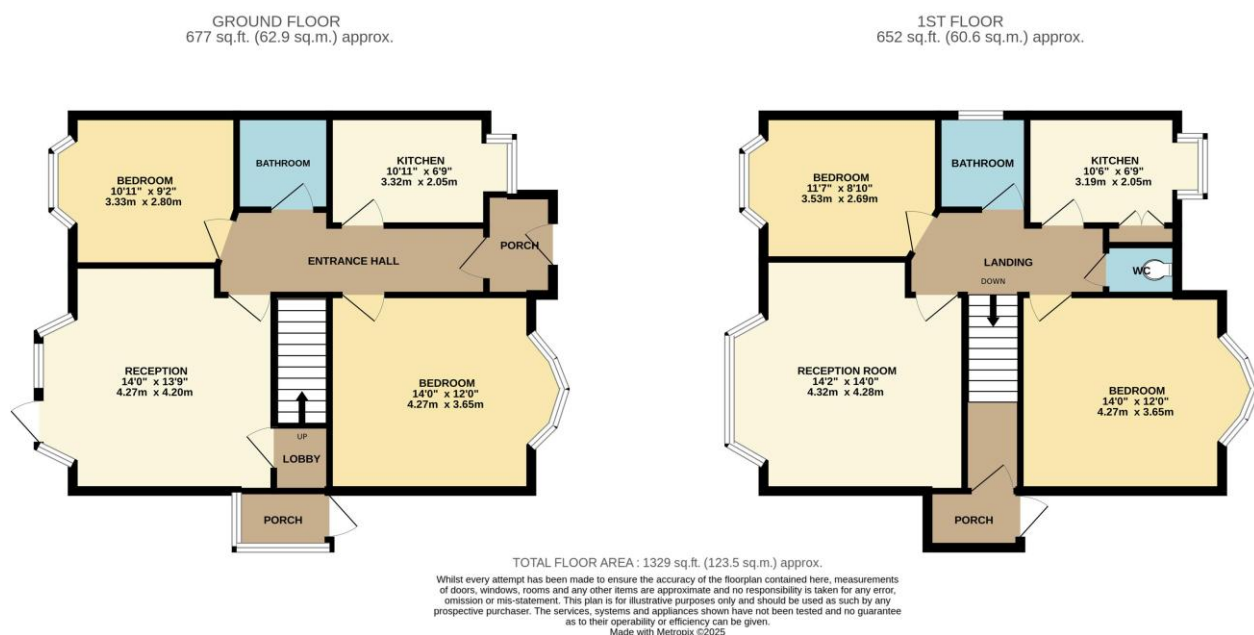 GROUND FLOOR
677 sq.ft. (62.9 sq.m.) approx.
BEDROOM
10'11" x 9'2"
3.33m x 2.80m
BATHROOM
KITCHEN
10'11" x 6'9"
3.32m x 2.05m
PORCH
ENTRANCE HALL
RECEPTION
14'0" x 13'9"
4.27m x 4.20m
BEDROOM
14'0" x 12'0"
4.27m x 3.65m
UP
LOBBY
PORCH
1ST FLOOR
652 sq.ft. (60.6 sq.m.) approx.
BEDROOM
11'7" x 8'10"
3.53m x 2.69m
BATHROOM
KITCHEN
10'6" x 6'9"
3.19m x 2.05m
LANDING
DOWN
WC
RECEPTION ROOM
14'2" x 14'0"
4.32m x 4.28m
BEDROOM
14'0" x 12'0"
4.27m x 3.65m
PORCH
TOTAL FLOOR AREA : 1329 sq.ft. (123.5 sq.m.) approx.
Whilst every attempt has been made to ensure the accuracy of the floorplan contained here, measurements
of doors, windows, rooms and any other items are approximate and no responsibility is taken for any error,
omission or mis-statement. This plan is for illustrative purposes only and should be used as such by any
prospective purchaser. The services, systems and appliances shown have not been tested and no guarantee
as to their operability or efficiency can be given.
Made with Metropix ©2025